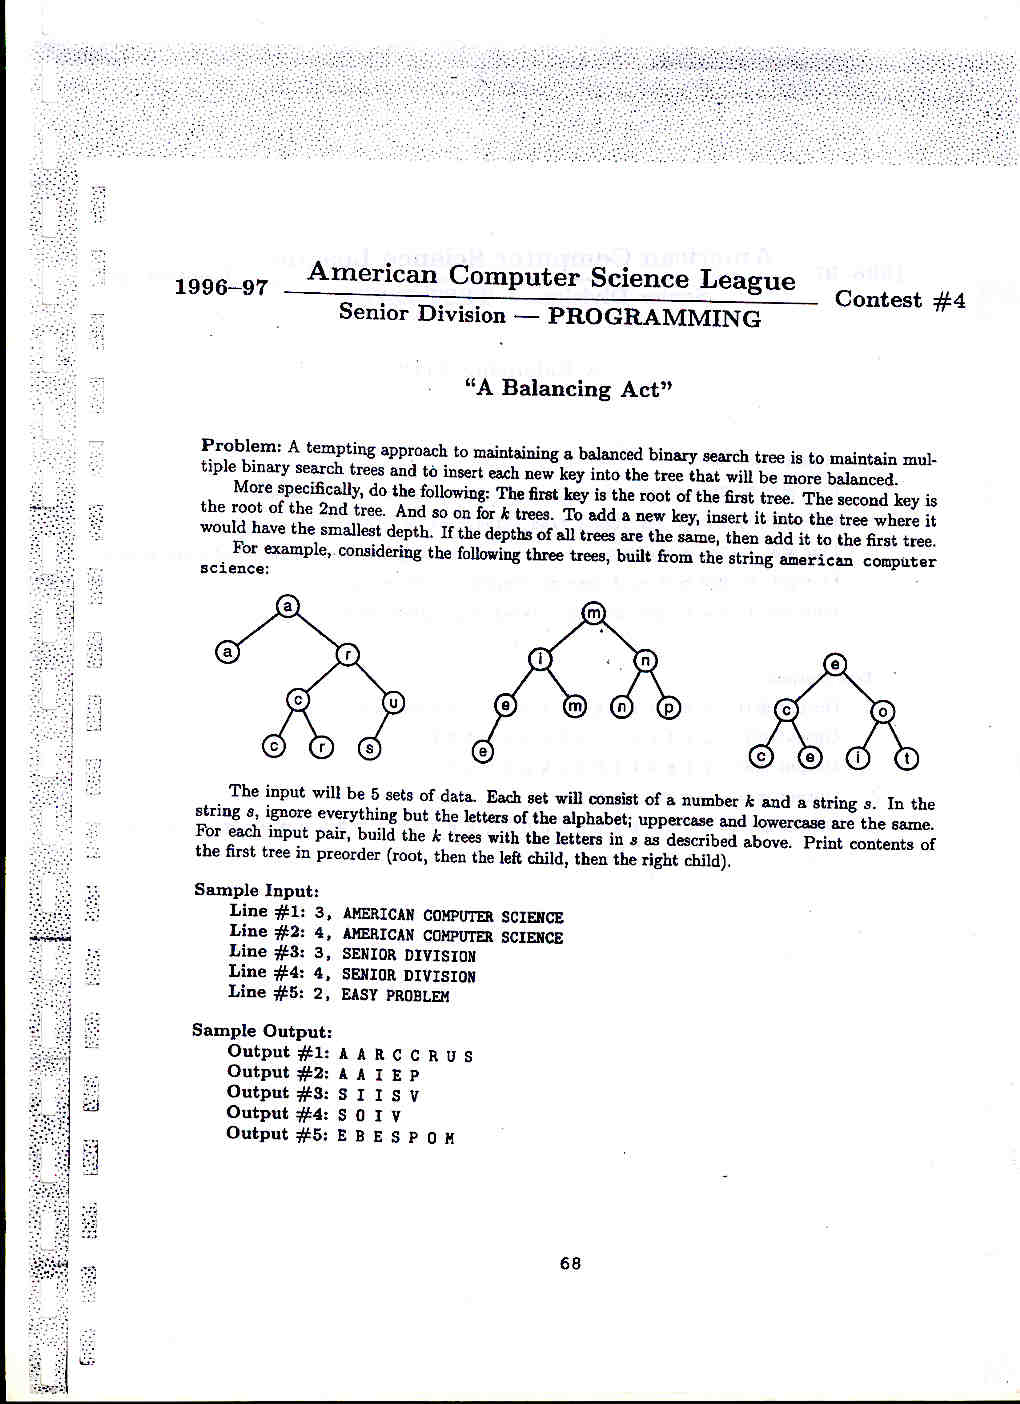 1996–97
American Computer Science League
Contest #4
Senior Division — PROGRAMMING
“A Balancing Act”
Problem: A tempting approach to maintaining a balanced binary search tree is to maintain mul-
tiple binary search trees and to insert each new key into the tree that will be more balanced.
More specifically, do the following: The first key is the root of the first tree. The second key is
the root of the 2nd tree. And so on for k trees. To add a new key, insert it into the tree where it
would have the smallest depth. If the depths of all trees are the same, then add it to the first tree.
For example, considering the following three trees, built from the string american computer
science:
a
a r
c u
c r s
m
i n
e m n p
e
e
c o
c e i t
The input will be 5 sets of data. Each set will consist of a number k and a string s. In the
string s, ignore everything but the letters of the alphabet; uppercase and lowercase are the same.
For each input pair, build the k trees with the letters in s as described above. Print contents of
the first tree in preorder (root, then the left child, then the right child).
Sample Input:
Line #1: 3, AMERICAN COMPUTER SCIENCE
Line #2: 4, AMERICAN COMPUTER SCIENCE
Line #3: 3, SENIOR DIVISION
Line #4: 4, SENIOR DIVISION
Line #5: 2, EASY PROBLEM
Sample Output:
Output #1: A A R C C R U S
Output #2: A A I E P
Output #3: S I I S V
Output #4: S O I V
Output #5: E B E S P O M
68